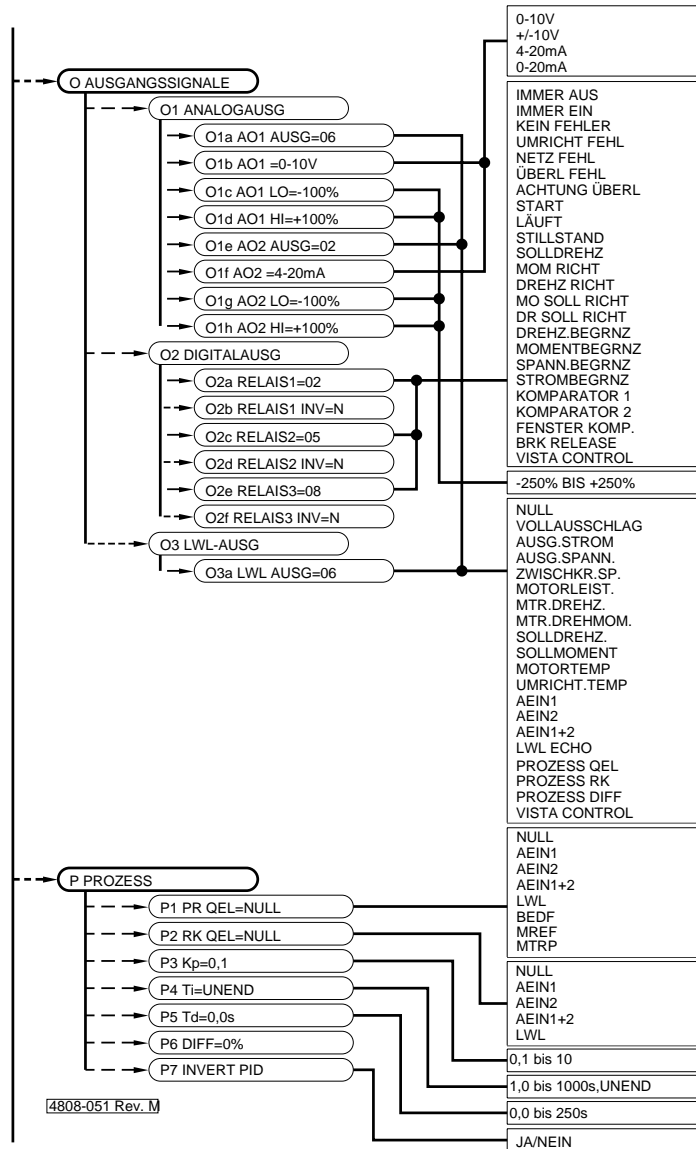 O AUSGANGSSIGNALE
O1 ANALOGAUSG
O1a AO1 AUSG=06
O1b AO1 =0-10V
O1c AO1 LO=-100%
O1d AO1 HI=+100%
O1e AO2 AUSG=02
O1f AO2 =4-20mA
O1g AO2 LO=-100%
O1h AO2 HI=+100%
O2 DIGITALAUSG
O2a RELAIS1=02
O2b RELAIS1 INV=N
O2c RELAIS2=05
O2d RELAIS2 INV=N
O2e RELAIS3=08
O2f RELAIS3 INV=N
O3 LWL-AUSG
O3a LWL AUSG=06
0-10V
+/-10V
4-20mA
0-20mA
IMMER AUS
IMMER EIN
KEIN FEHLER
UMRICHT FEHL
NETZ FEHL
ÜBERL FEHL
ACHTUNG ÜBERL
START
LÄUFT
STILLSTAND
SOLLDREHZ
MOM RICHT
DREHZ RICHT
MO SOLL RICHT
DR SOLL RICHT
DREHZ.BEGRNZ
MOMENTBEGRNZ
SPANN.BEGRNZ
STROMBEGRNZ
KOMPARATOR 1
KOMPARATOR 2
FENSTER KOMP.
BRK RELEASE
VISTA CONTROL
-250% BIS +250%
NULL
VOLLAUSSCHLAG
AUSG.STROM
AUSG.SPANN.
ZWISCHKR.SP.
MOTORLEIST.
MTR.DREHZ.
MTR.DREHMOM.
SOLLDREHZ.
SOLLMOMENT
MOTORTEMP
UMRICHT.TEMP
AEIN1
AEIN2
AEIN1+2
LWL ECHO
PROZESS QEL
PROZESS RK
PROZESS DIFF
VISTA CONTROL
P PROZESS
P1 PR QEL=NULL
P2 RK QEL=NULL
P3 Kp=0,1
P4 Ti=UNEND
P5 Td=0,0s
P6 DIFF=0%
P7 INVERT PID
NULL
AEIN1
AEIN2
AEIN1+2
LWL
BEDF
MREF
MTRP
NULL
AEIN1
AEIN2
AEIN1+2
LWL
0,1 bis 10
1,0 bis 1000s,UNEND
0,0 bis 250s
JA/NEIN
4808-051 Rev. M